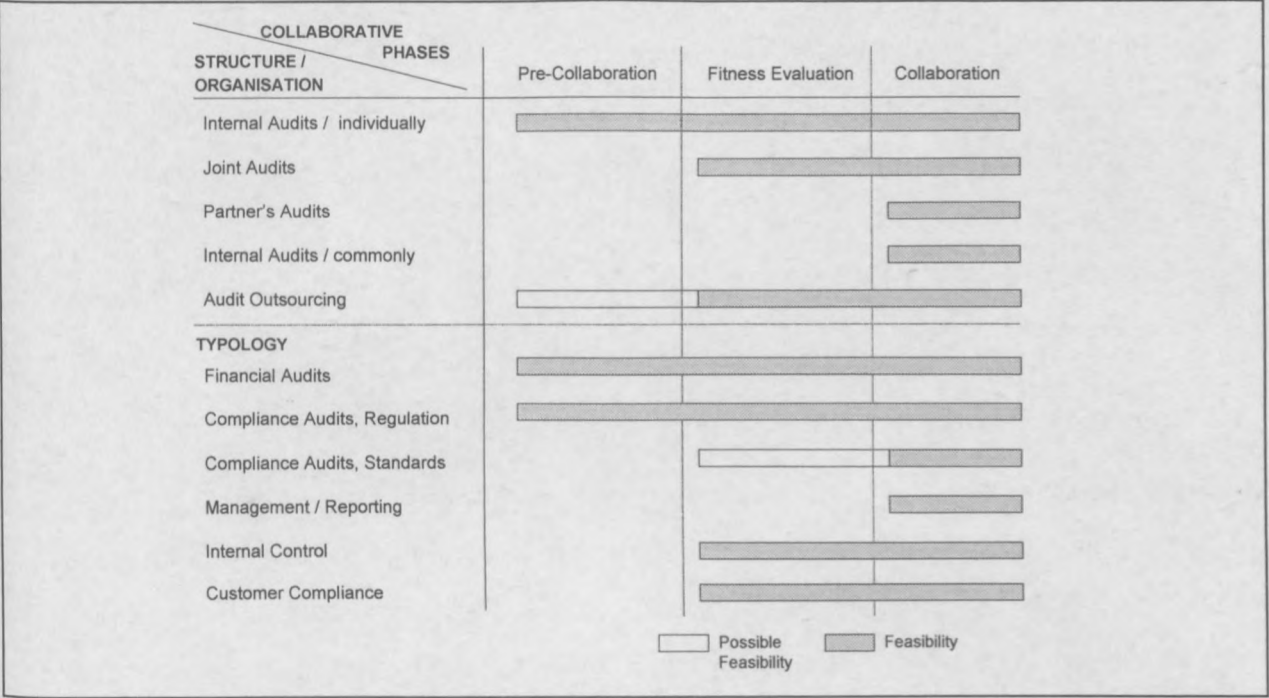 COLLABORATIVE
PHASES
STRUCTURE /
ORGANISATION
Pre-Collaboration
Fitness Evaluation
Collaboration
Internal Audits / individually
Joint Audits
Partner's Audits
Internal Audits / commonly
Audit Outsourcing
TYPOLOGY
Financial Audits
Compliance Audits, Regulation
Compliance Audits, Standards
Management / Reporting
Internal Control
Customer Compliance
Possible
Feasibility
Feasibility